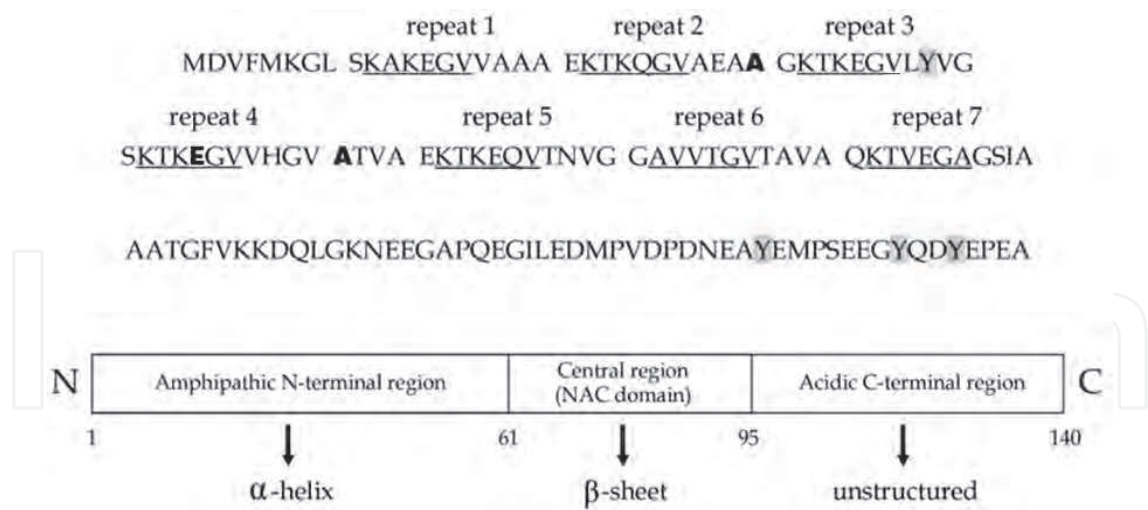 repeat 1 repeat 2 repeat 3
MDVFMKGL SKAKEGVVAAA EKTKQGVAEAA GKTKEGVLYVG
repeat 4 repeat 5 repeat 6 repeat 7
SKTKEGVVHGV ATVA EKTKEQVTNVG GAVVTGVTAVA QKTVEGAGSIA
AATGFVKKDQLGKNEEGAPQEGILEDMPVDPDNEAYEMPSEEGYQDYEPEA
N Amphipathic N-terminal region Central region (NAC domain) Acidic C-terminal region C
1 61 95 140
α-helix β-sheet unstructured